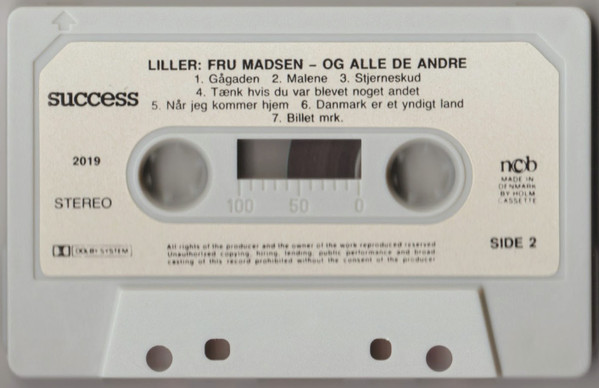 LILLER: FRU MADSEN – OG ALLE DE ANDRE
1. Gågaden 2. Malene 3. Stjerneskud
4. Tænk hvis du var blevet noget andet
5. Når jeg kommer hjem 6. Danmark er et yndigt land
7. Billet mrk.
success
2019
STEREO
DOLBY SYSTEM
100 50 0
ncb
MADE IN
DENMARK
BY HOLM
CASSETTE
SIDE 2
All rights of the producer and the owner of the work reproduced reserved
Unauthorized copying, hiring, lending, public performance and broad
casting of this record prohibited without the consent of the producer